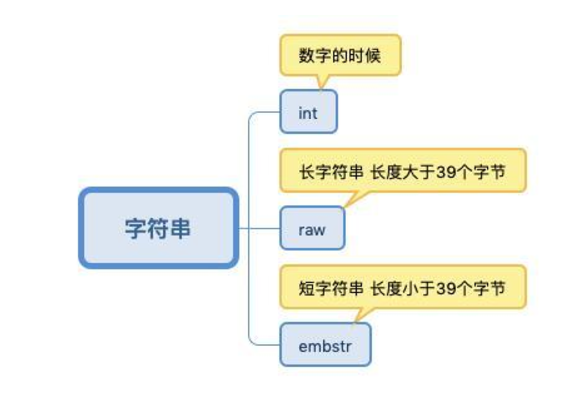 数字的时候
int
长字符串 长度大于39个字节
字符串
raw
短字符串 长度小于39个字节
embstr